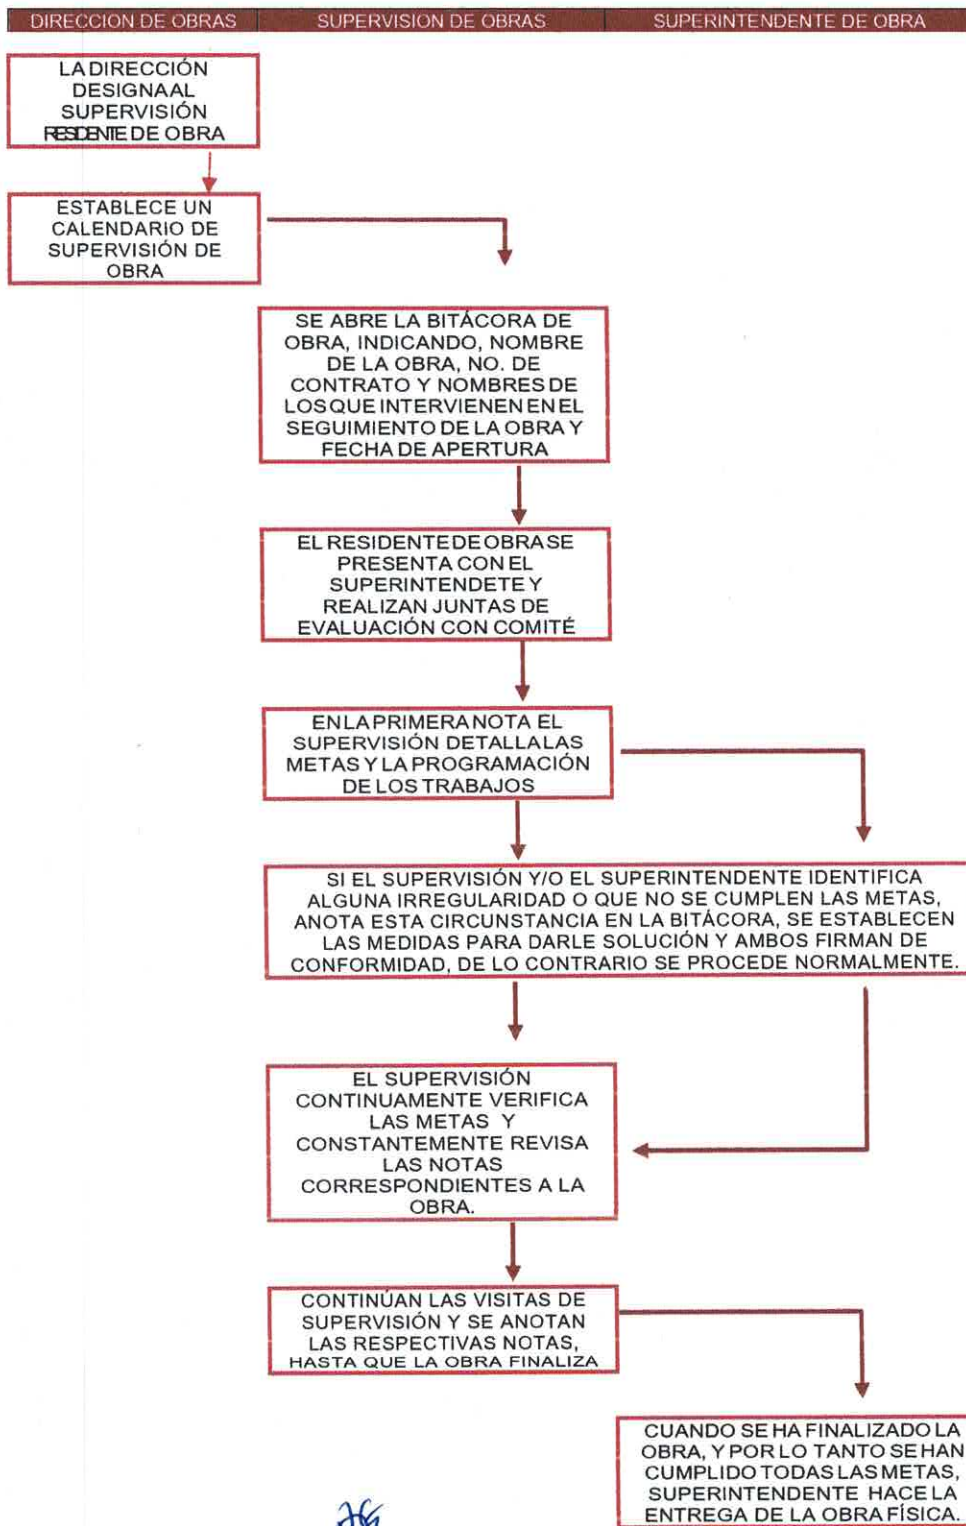 DIRECCION DE OBRAS
SUPERVISION DE OBRAS
SUPERINTENDENTE DE OBRA
LA DIRECCIÓN
DESIGNA AL
SUPERVISIÓN
RESIDENTE DE OBRA
ESTABLECE UN
CALENDARIO DE
SUPERVISIÓN DE
OBRA
SE ABRE LA BITÁCORA DE
OBRA, INDICANDO, NOMBRE
DE LA OBRA, NO. DE
CONTRATO Y NOMBRES DE
LOS QUE INTERVIENEN EN EL
SEGUIMIENTO DE LA OBRA Y
FECHA DE APERTURA
EL RESIDENTE DE OBRA SE
PRESENTA CON EL
SUPERINTENDETE Y
REALIZAN JUNTAS DE
EVALUACIÓN CON COMITÉ
EN LA PRIMERA NOTA EL
SUPERVISIÓN DETALLA LAS
METAS Y LA PROGRAMACIÓN
DE LOS TRABAJOS
SI EL SUPERVISIÓN Y/O EL SUPERINTENDENTE IDENTIFICA
ALGUNA IRREGULARIDAD O QUE NO SE CUMPLEN LAS METAS,
ANOTA ESTA CIRCUNSTANCIA EN LA BITÁCORA, SE ESTABLECEN
LAS MEDIDAS PARA DARLE SOLUCIÓN Y AMBOS FIRMAN DE
CONFORMIDAD, DE LO CONTRARIO SE PROCEDE NORMALMENTE.
EL SUPERVISIÓN
CONTINUAMENTE VERIFICA
LAS METAS Y
CONSTANTEMENTE REVISA
LAS NOTAS
CORRESPONDIENTES A LA
OBRA.
CONTINÚAN LAS VISITAS DE
SUPERVISIÓN Y SE ANOTAN
LAS RESPECTIVAS NOTAS,
HASTA QUE LA OBRA FINALIZA
CUANDO SE HA FINALIZADO LA
OBRA, Y POR LO TANTO SE HAN
CUMPLIDO TODAS LAS METAS,
SUPERINTENDENTE HACE LA
ENTREGA DE LA OBRA FÍSICA.